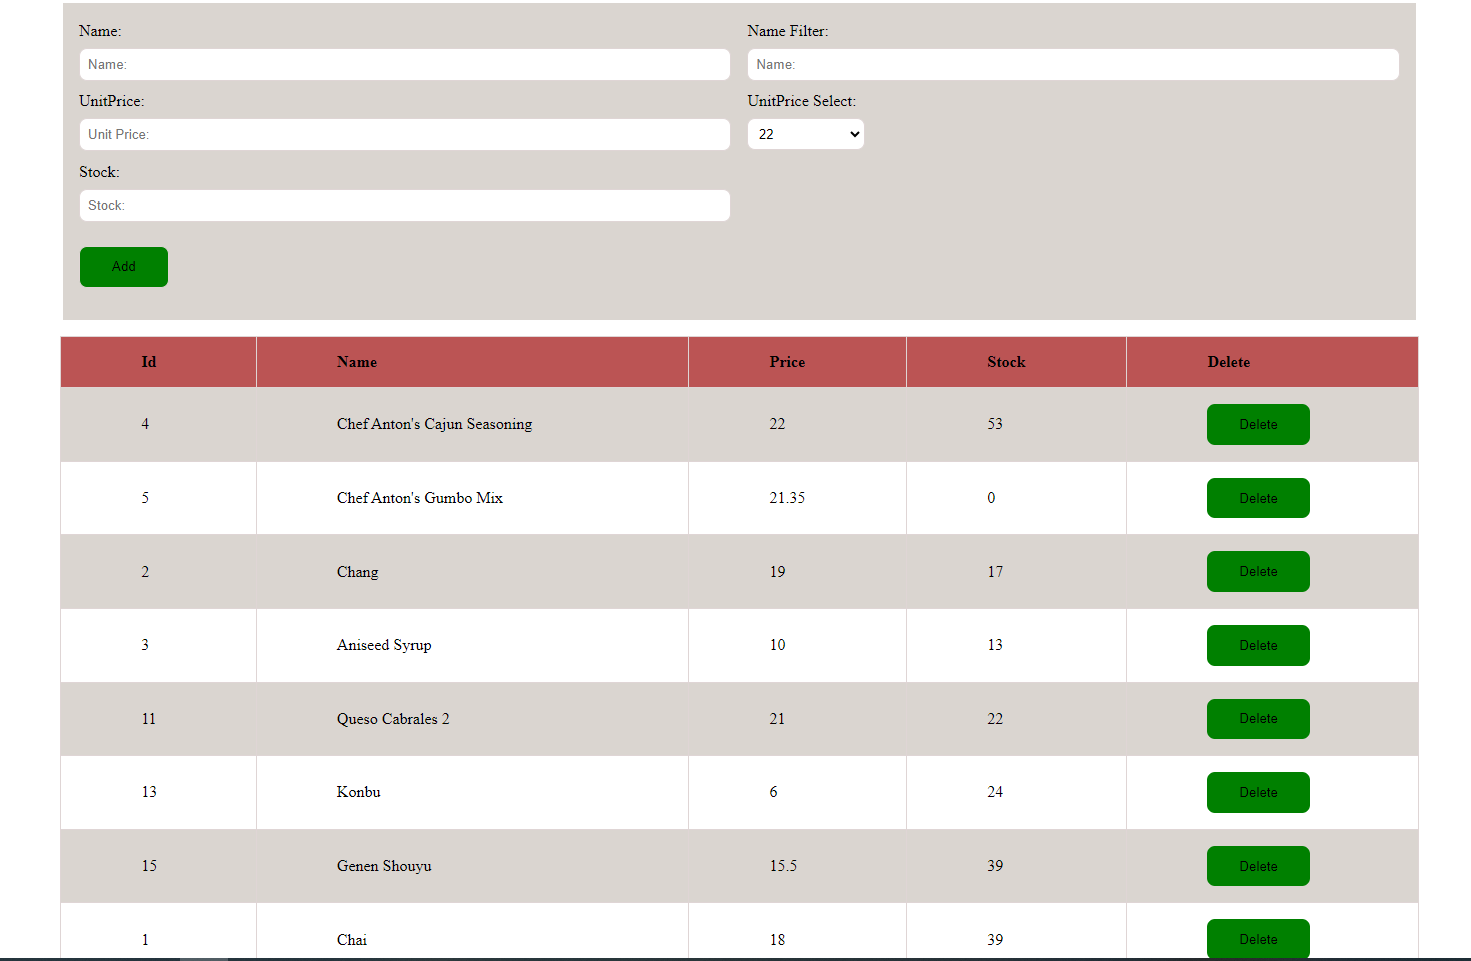 Name:
Name:
UnitPrice:
Unit Price:
Stock:
Stock:
Add
Name Filter:
Name:
UnitPrice Select:
22
Id Name Price Stock Delete
4 Chef Anton's Cajun Seasoning 22 53 Delete
5 Chef Anton's Gumbo Mix 21.35 0 Delete
2 Chang 19 17 Delete
3 Aniseed Syrup 10 13 Delete
11 Queso Cabrales 2 21 22 Delete
13 Konbu 6 24 Delete
15 Genen Shouyu 15.5 39 Delete
1 Chai 18 39 Delete